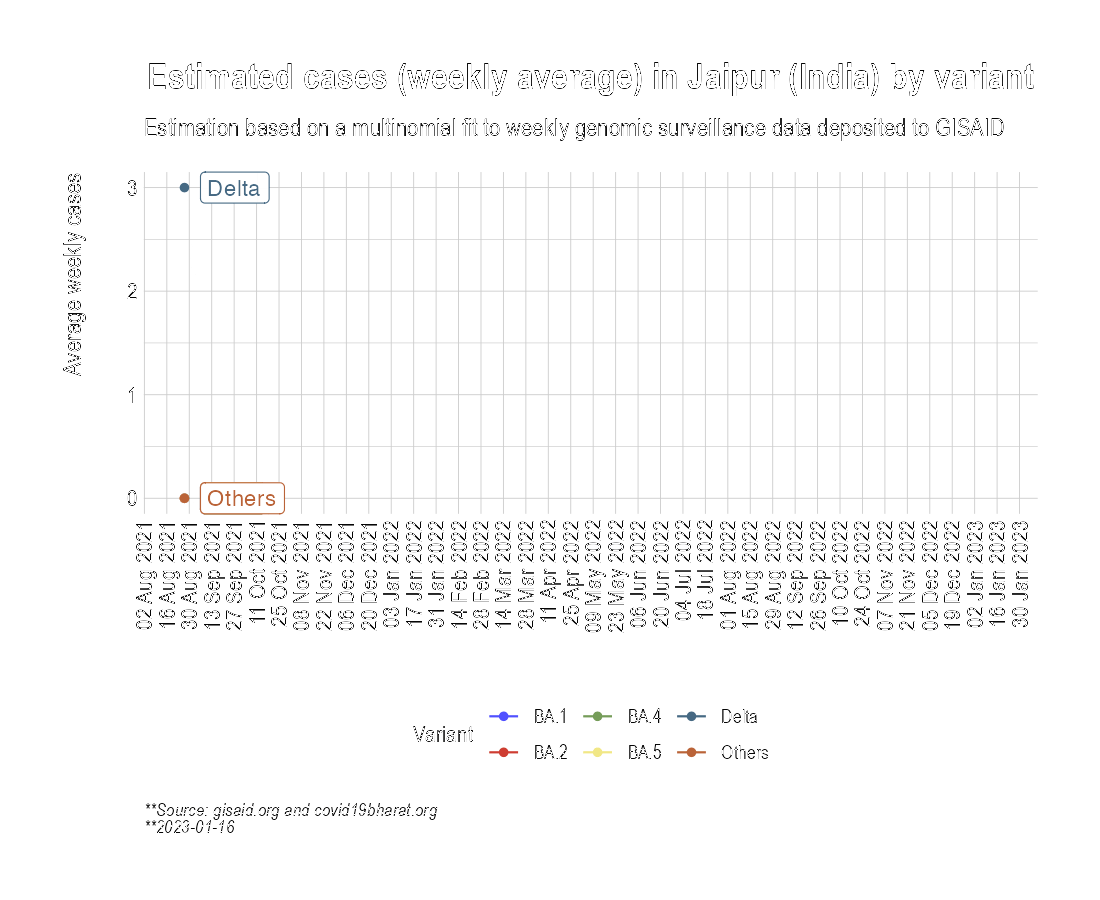 Estimated cases (weekly average) in Jaipur (India) by variant
Estimation based on a multinomial fit to weekly genomic surveillance data deposited to GISAID
Average weekly cases
3
Delta
2
1
0
Others
02 Aug 2021
16 Aug 2021
30 Aug 2021
13 Sep 2021
27 Sep 2021
11 Oct 2021
25 Oct 2021
08 Nov 2021
22 Nov 2021
06 Dec 2021
20 Dec 2021
03 Jan 2022
17 Jan 2022
31 Jan 2022
14 Feb 2022
28 Feb 2022
14 Mar 2022
28 Mar 2022
11 Apr 2022
25 Apr 2022
09 May 2022
23 May 2022
06 Jun 2022
20 Jun 2022
04 Jul 2022
18 Jul 2022
01 Aug 2022
15 Aug 2022
29 Aug 2022
12 Sep 2022
26 Sep 2022
10 Oct 2022
24 Oct 2022
07 Nov 2022
21 Nov 2022
05 Dec 2022
19 Dec 2022
02 Jan 2023
16 Jan 2023
30 Jan 2023
Variant
BA.1 BA.4 Delta
BA.2 BA.5 Others
**Source: gisaid.org and covid19bharat.org
**2023-01-16